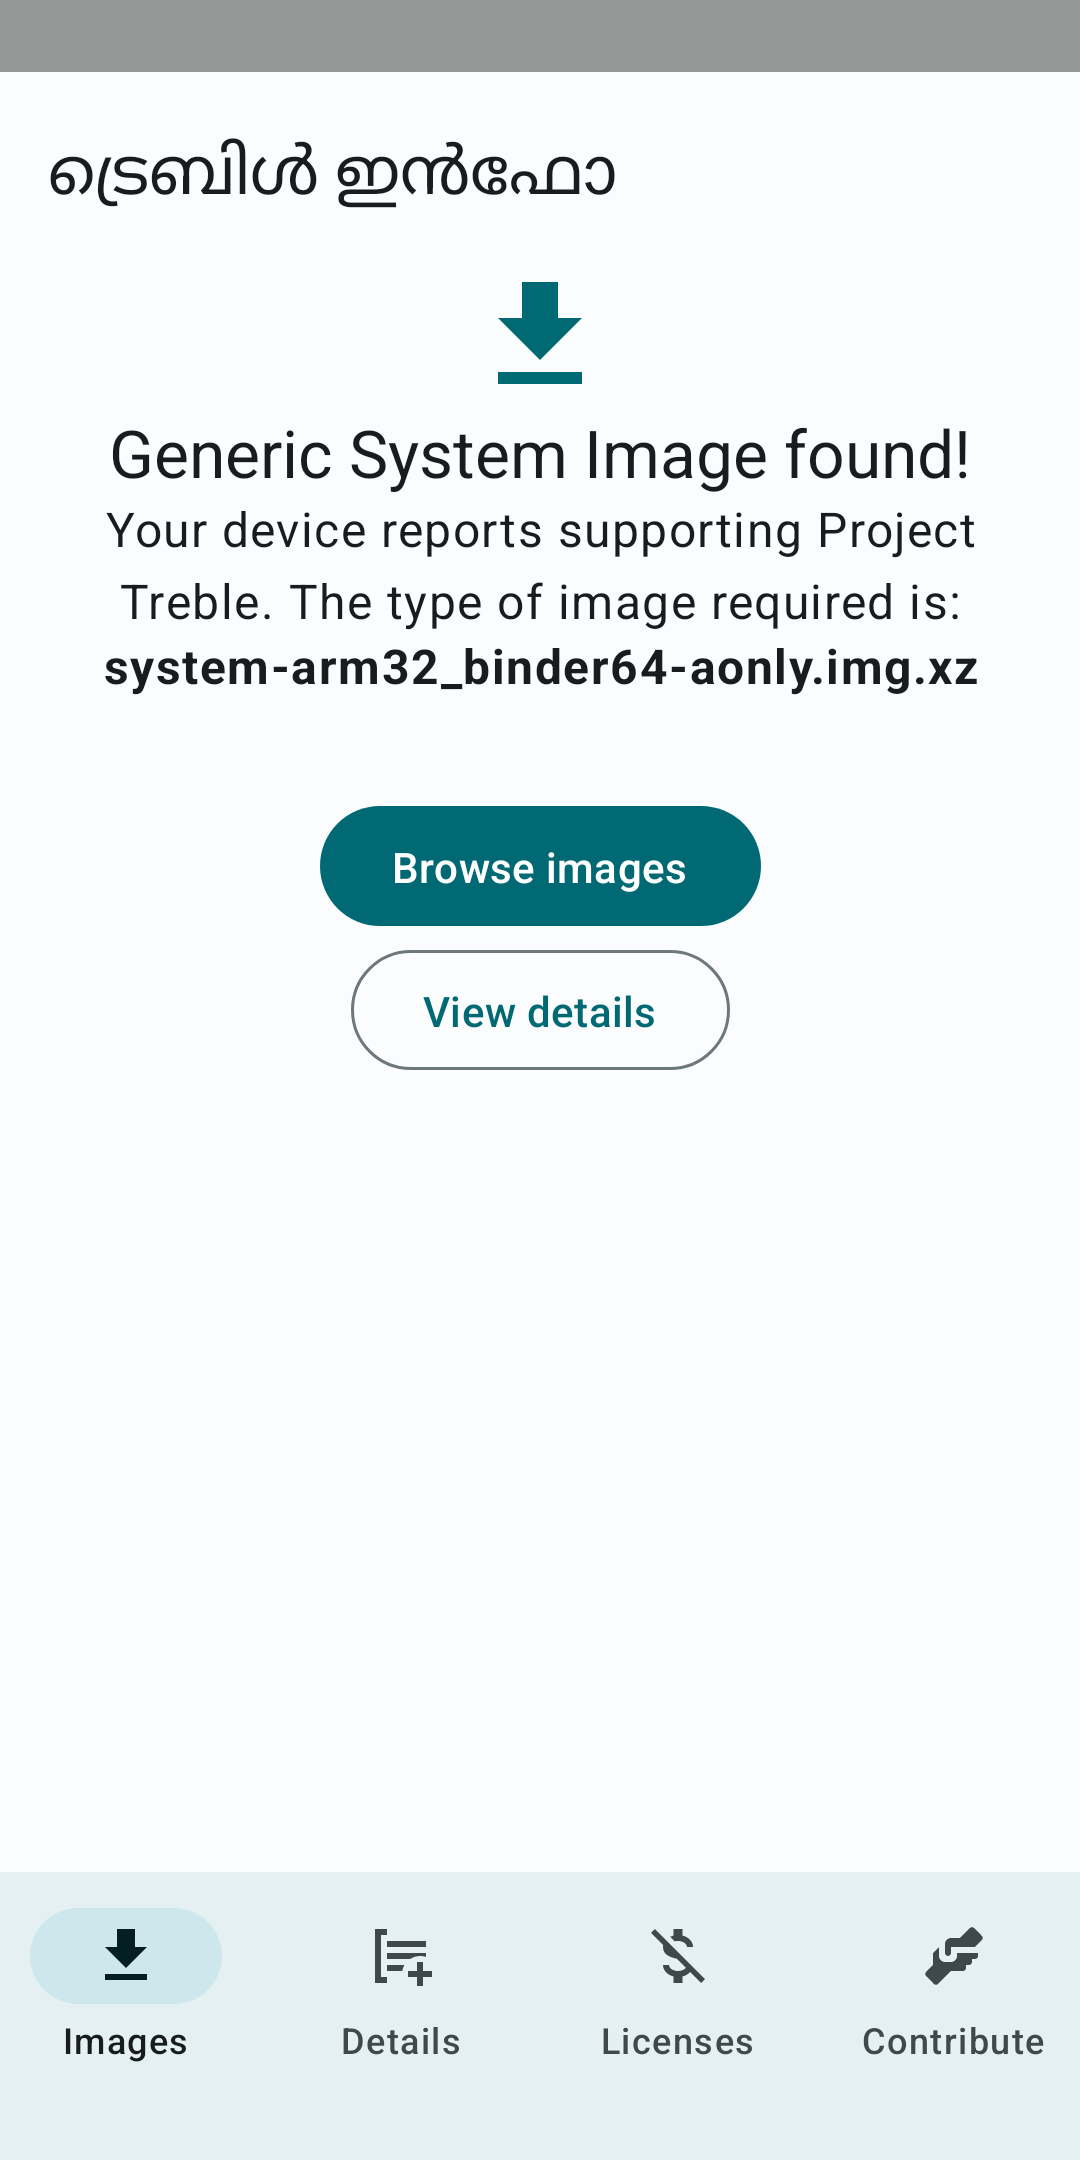 ട്രെബിൾ ഇൻഫോ
Generic System Image found!
Your device reports supporting Project
Treble. The type of image required is:
system-arm32_binder64-aonly.img.xz
Browse images
View details
Images
Details
Licenses
Contribute